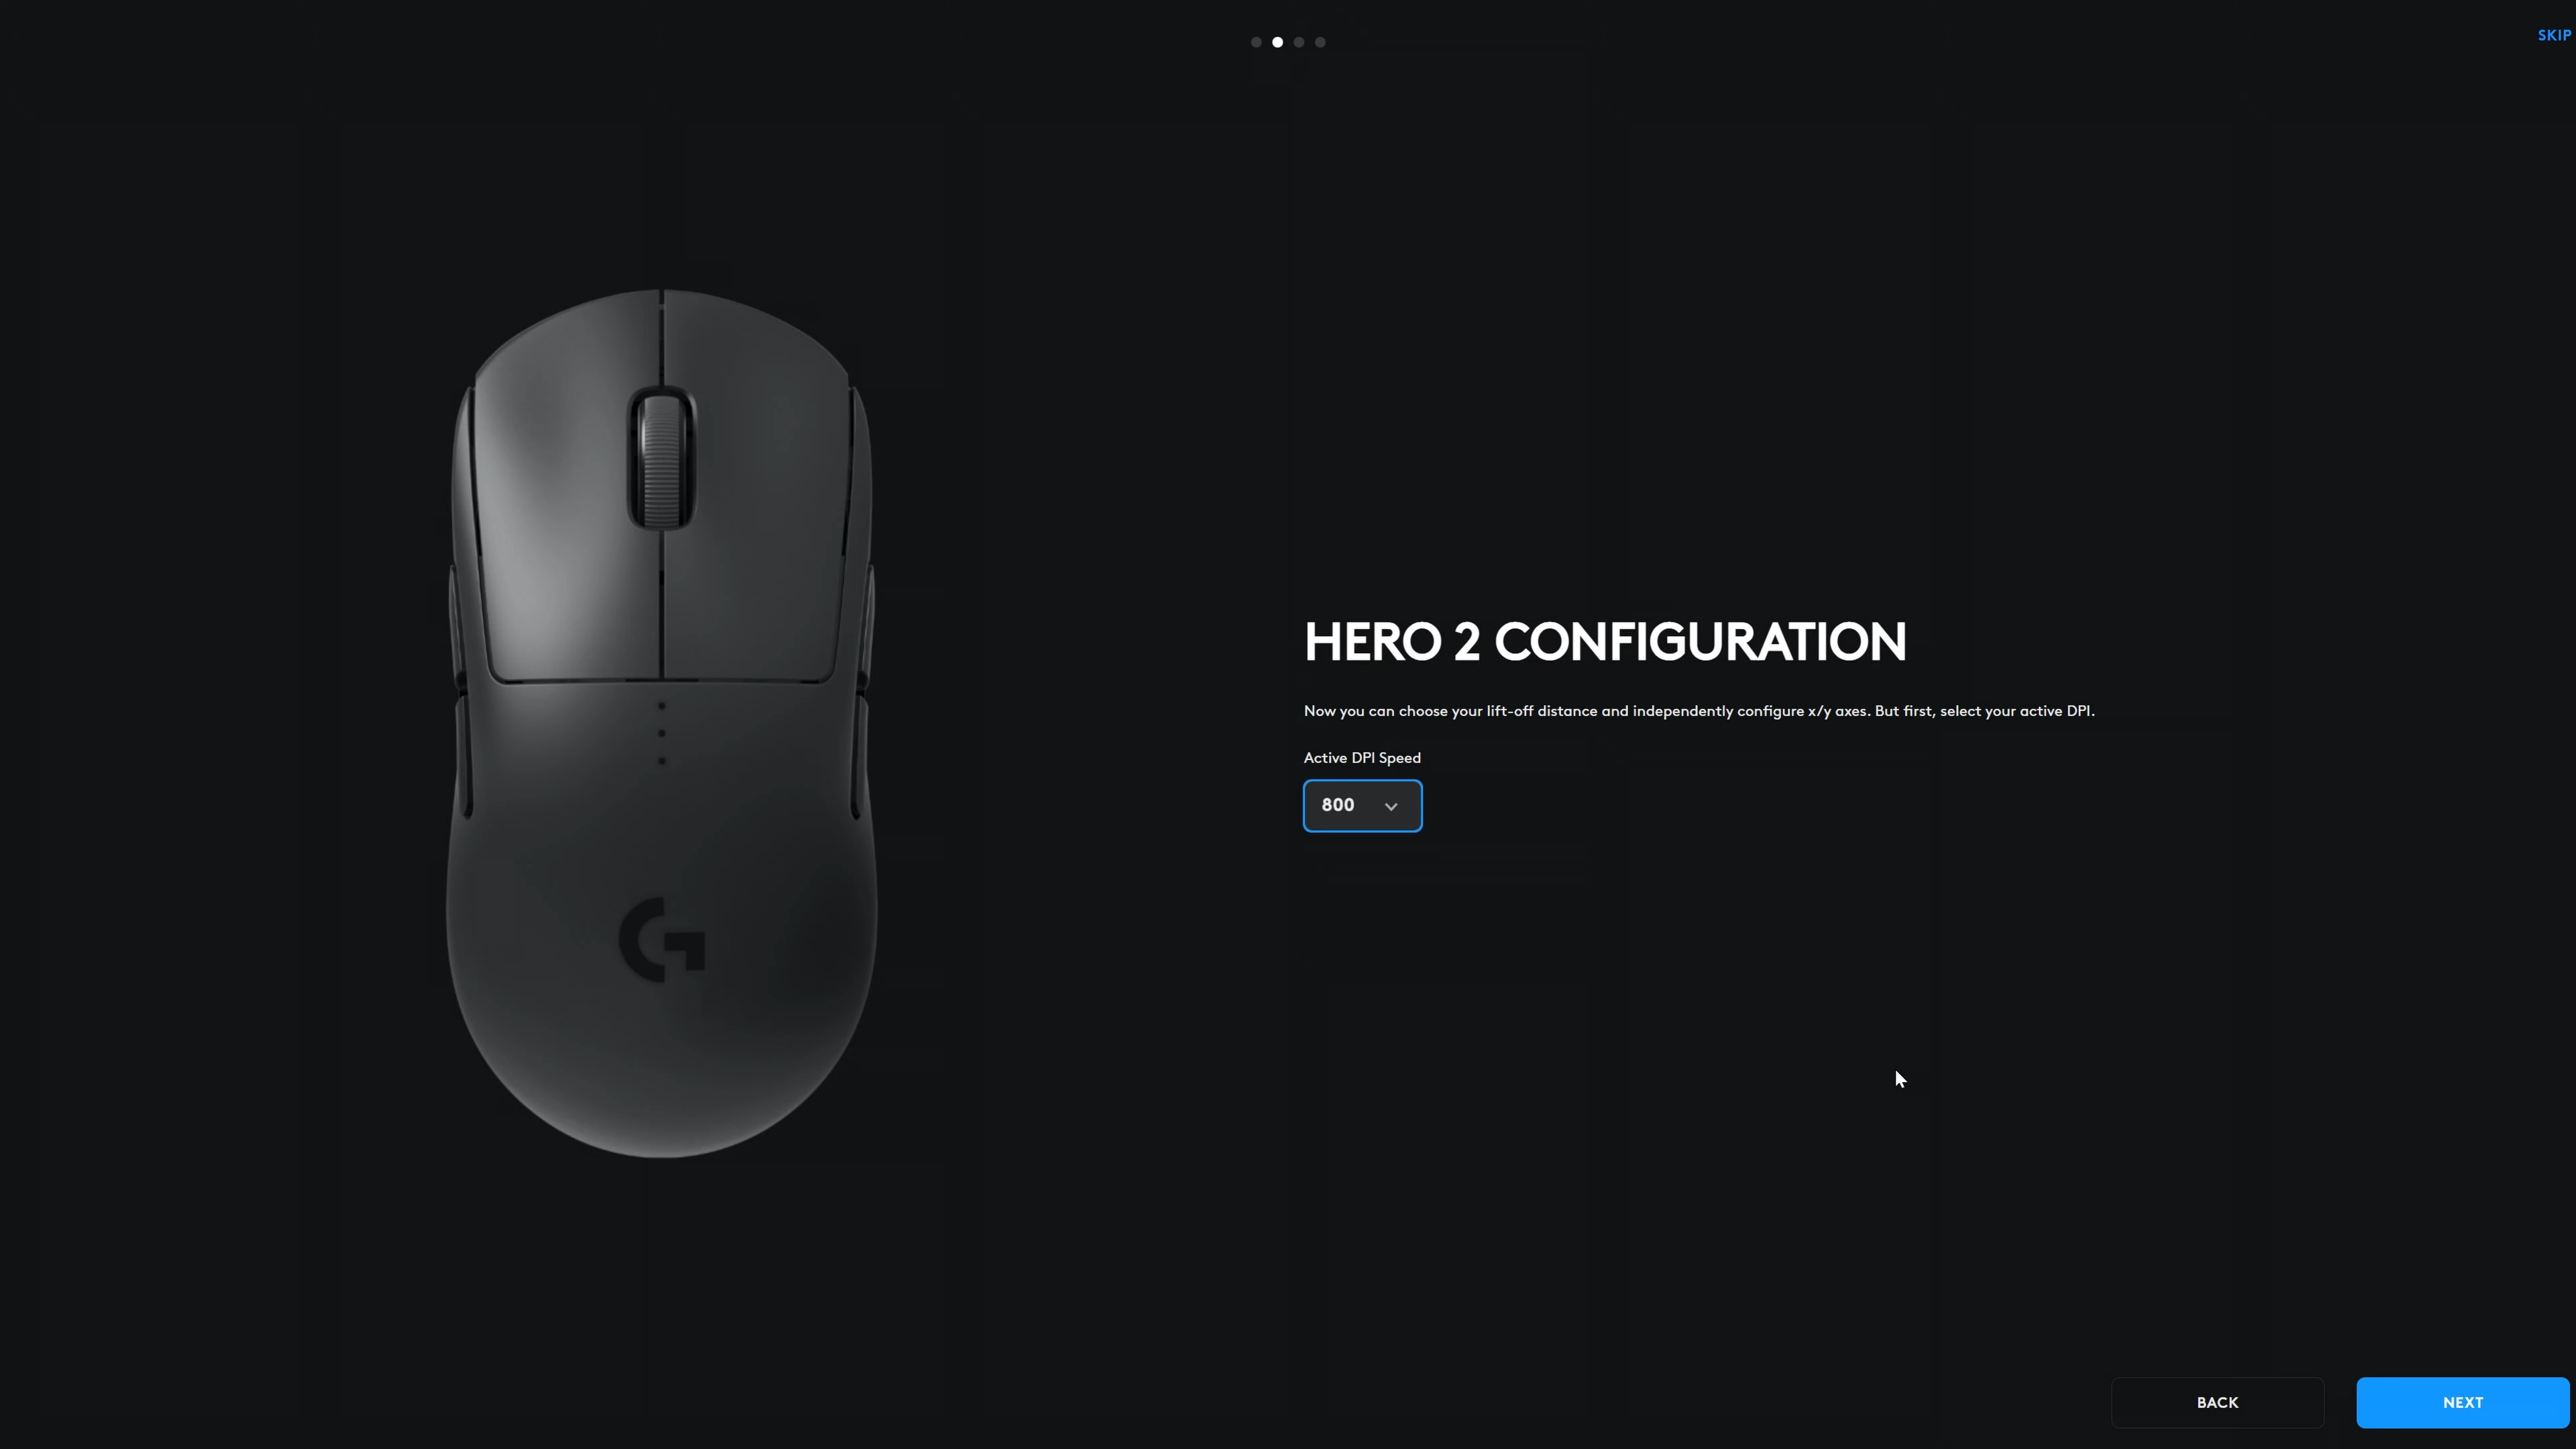 SKIP
HERO 2 CONFIGURATION
Now you can choose your lift-off distance and independently configure x/y axes. But first, select your active DPI.
Active DPI Speed
800
BACK
NEXT